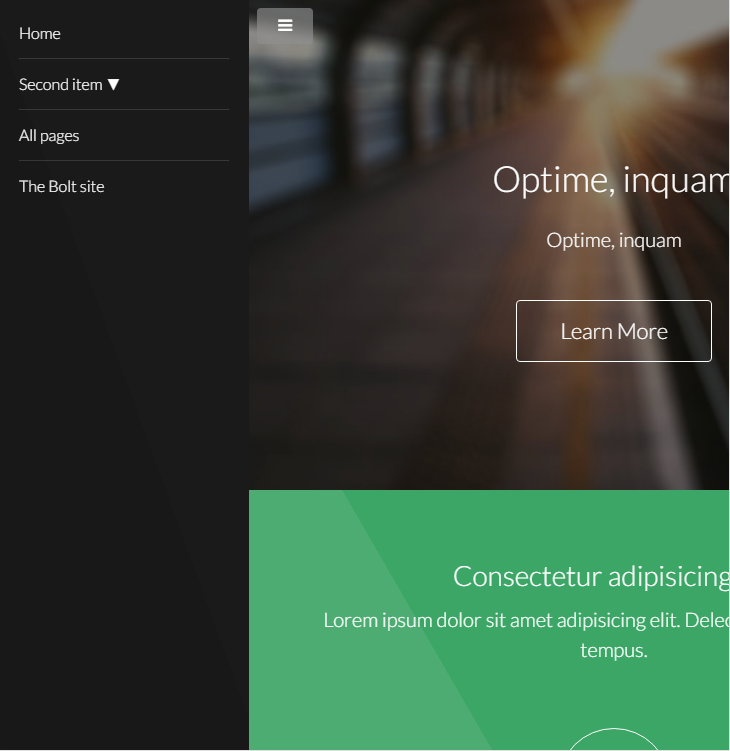 Home
Second item ▼
All pages
The Bolt site
Optime, inquam
Optime, inquam
Learn More
Consectetur adipisicing
Lorem ipsum dolor sit amet adipisicing elit.
tempus.